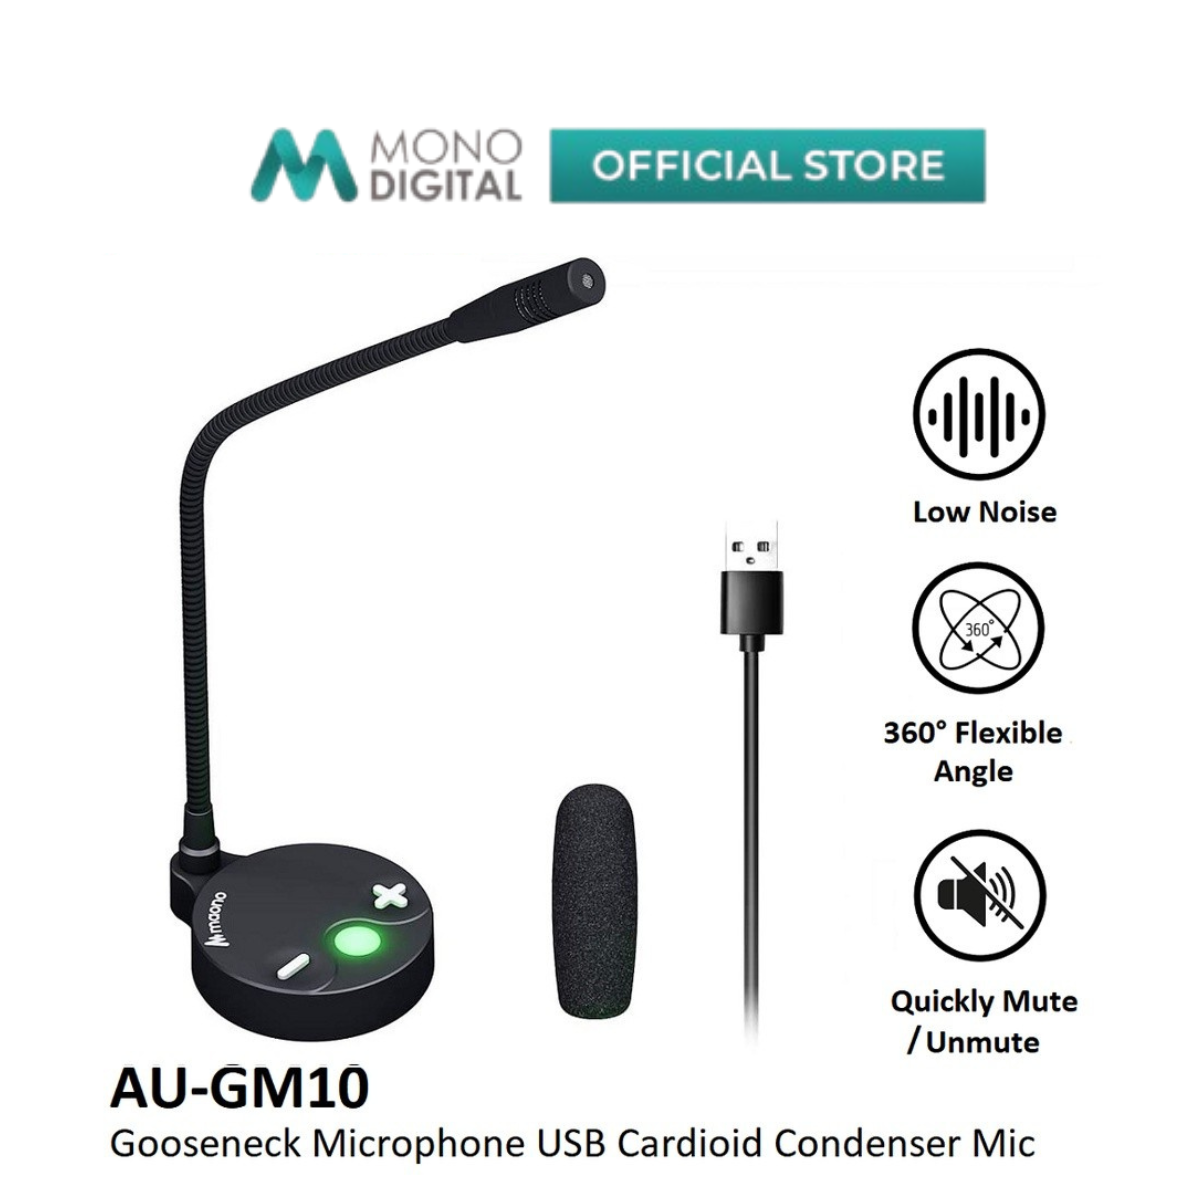 MONO
DIGITAL
OFFICIAL STORE
Low Noise
360°
360° Flexible
Angle
maono
Quickly Mute
/Unmute
AU-GM10
Gooseneck Microphone USB Cardioid Condenser Mic